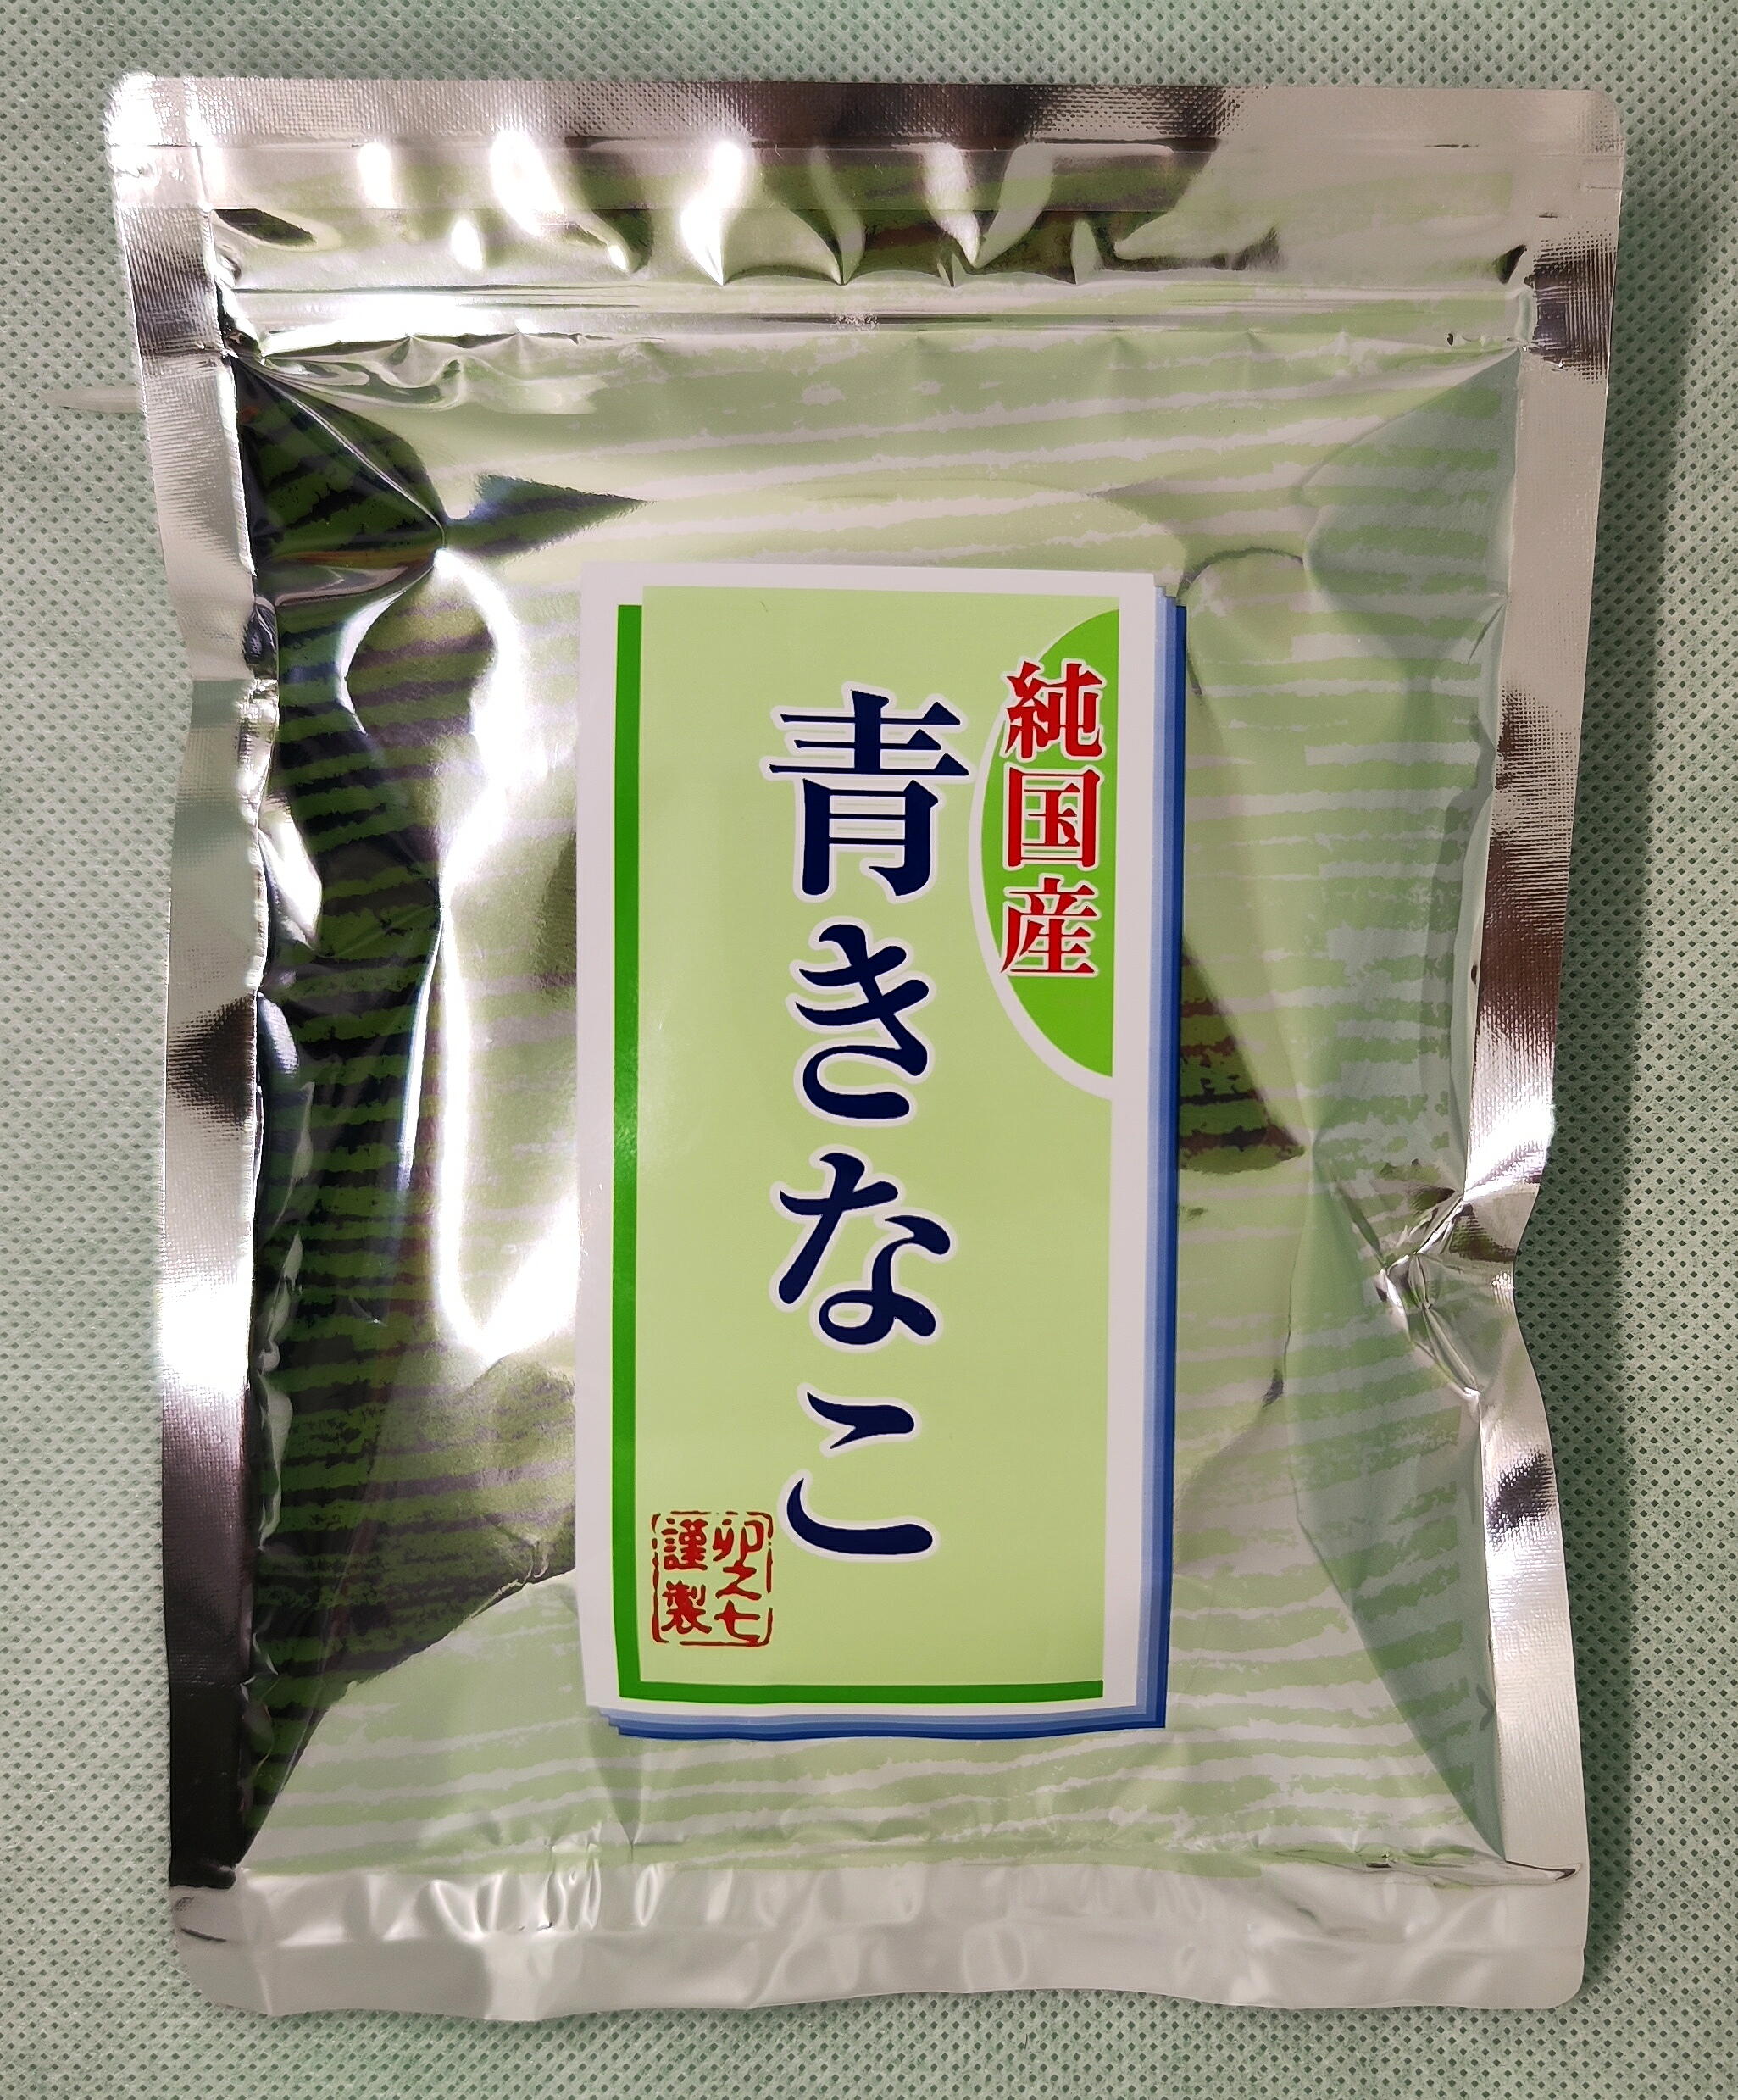 純国産
青きなこ
卯之七
謹製